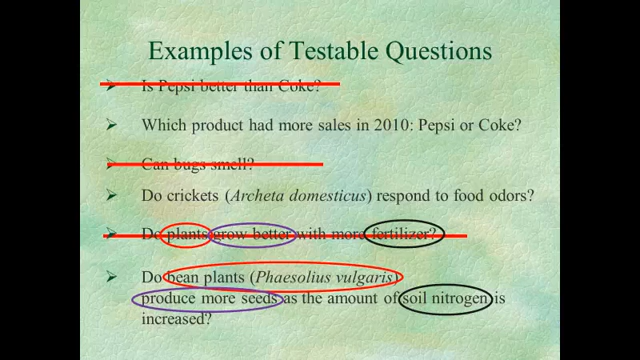 Examples of Testable Questions
Is Pepsi better than Coke?
Which product had more sales in 2010: Pepsi or Coke?
Can bugs smell?
Do crickets (Archeta domesticus) respond to food odors?
Do plants grow better with more fertilizer?
Do bean plants (Phaesolius vulgaris)
produce more seeds as the amount of soil nitrogen is
increased?